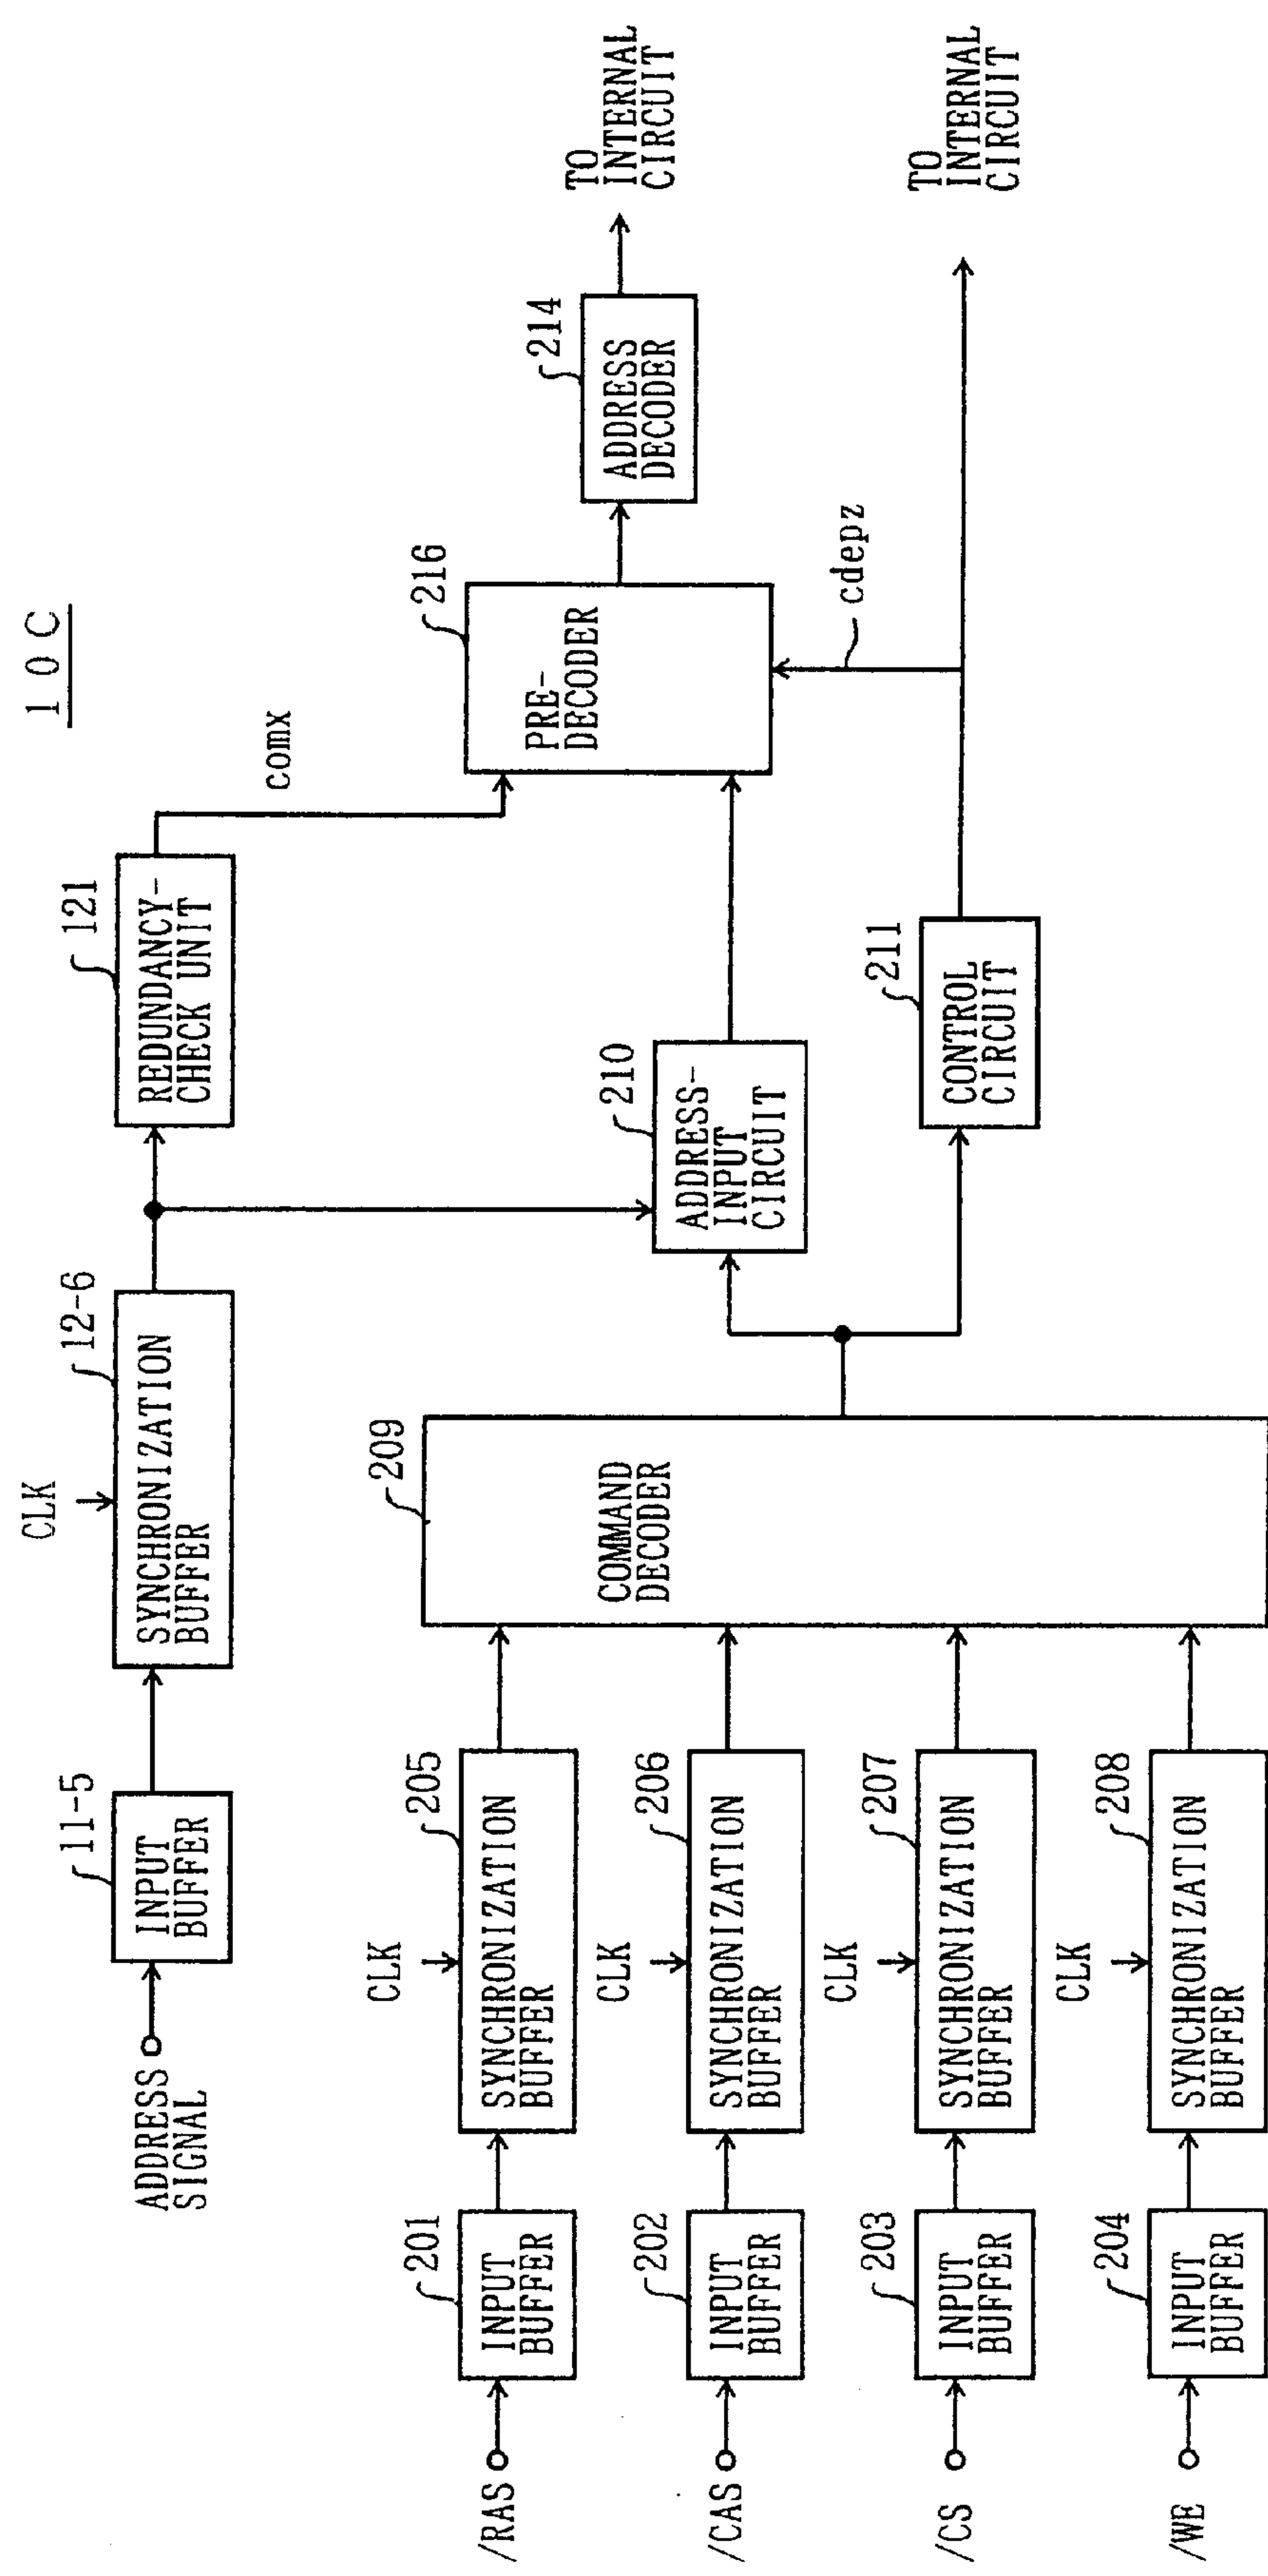 10C
ADDRESS
SIGNAL
11-5
INPUT
BUFFER
CLK
12-6
SYNCHRONIZATION
BUFFER
121
REDUNDANCY-
CHECK UNIT
comx
/RAS
201
INPUT
BUFFER
CLK
205
SYNCHRONIZATION
BUFFER
/CAS
202
INPUT
BUFFER
CLK
206
SYNCHRONIZATION
BUFFER
/CS
203
INPUT
BUFFER
CLK
207
SYNCHRONIZATION
BUFFER
/WE
204
INPUT
BUFFER
CLK
208
SYNCHRONIZATION
BUFFER
209
COMMAND
DECODER
210
ADDRESS-
INPUT
CIRCUIT
211
CONTROL
CIRCUIT
216
PRE-
DECODER
cdepz
214
ADDRESS
DECODER
TO
INTERNAL
CIRCUIT
TO
INTERNAL
CIRCUIT